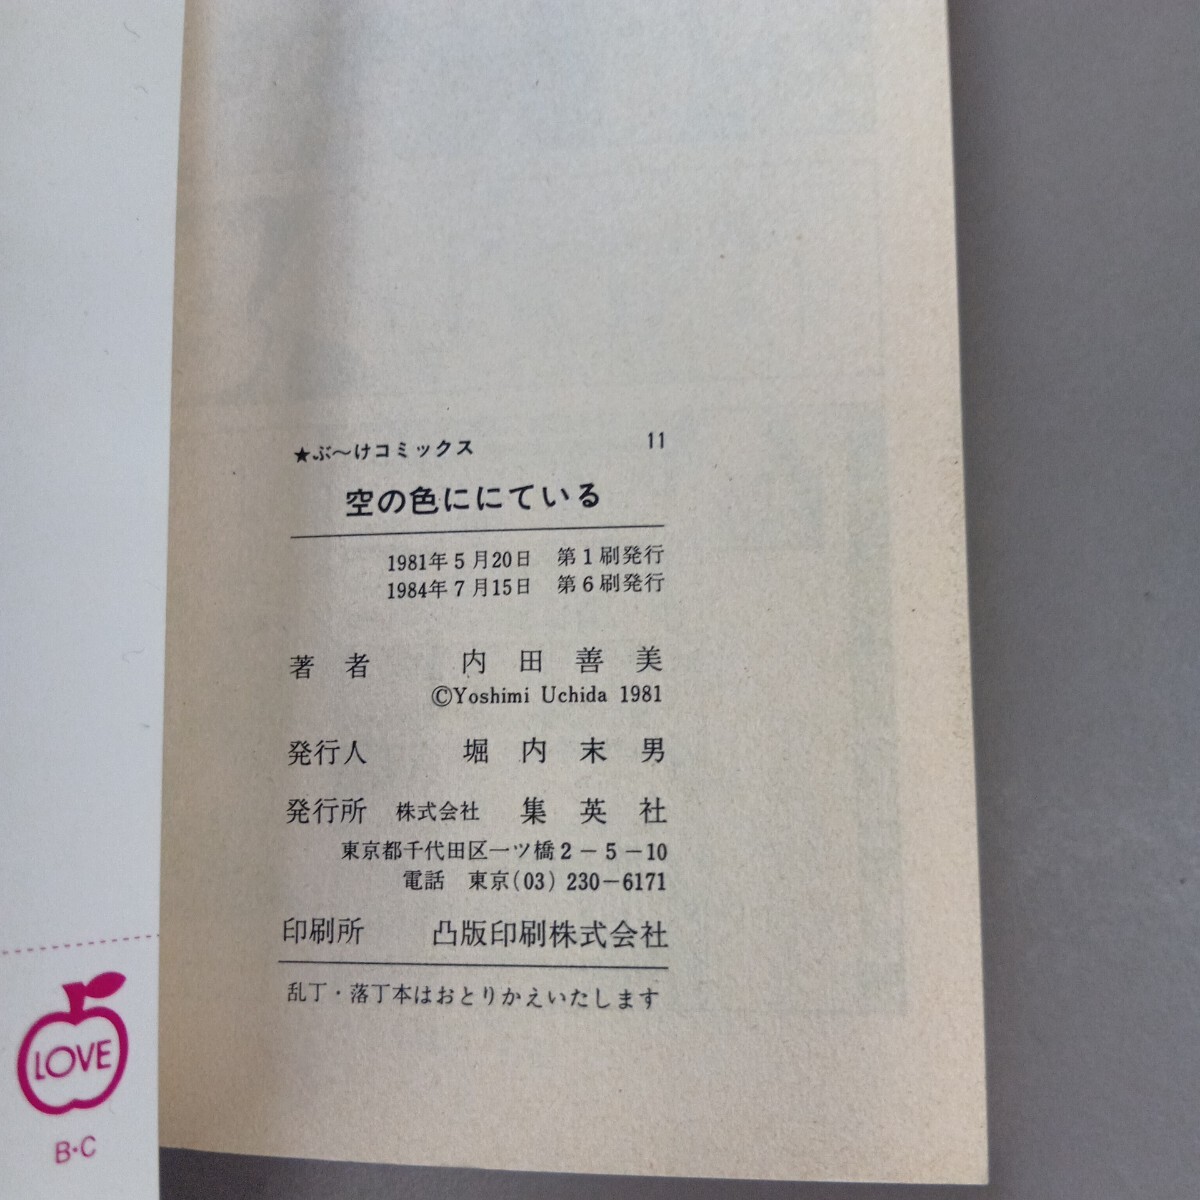 ★ぶ〜けコミックス 11
空の色ににている
1981年5月20日 第1刷発行
1984年7月15日 第6刷発行
著者 内田善美
©Yoshimi Uchida 1981
発行人 堀内末男
発行所 株式会社 集英社
東京都千代田区一ツ橋2－5－10
電話 東京(03)230－6171
印刷所 凸版印刷株式会社
乱丁・落丁本はおとりかえいたします
LOVE
B・C